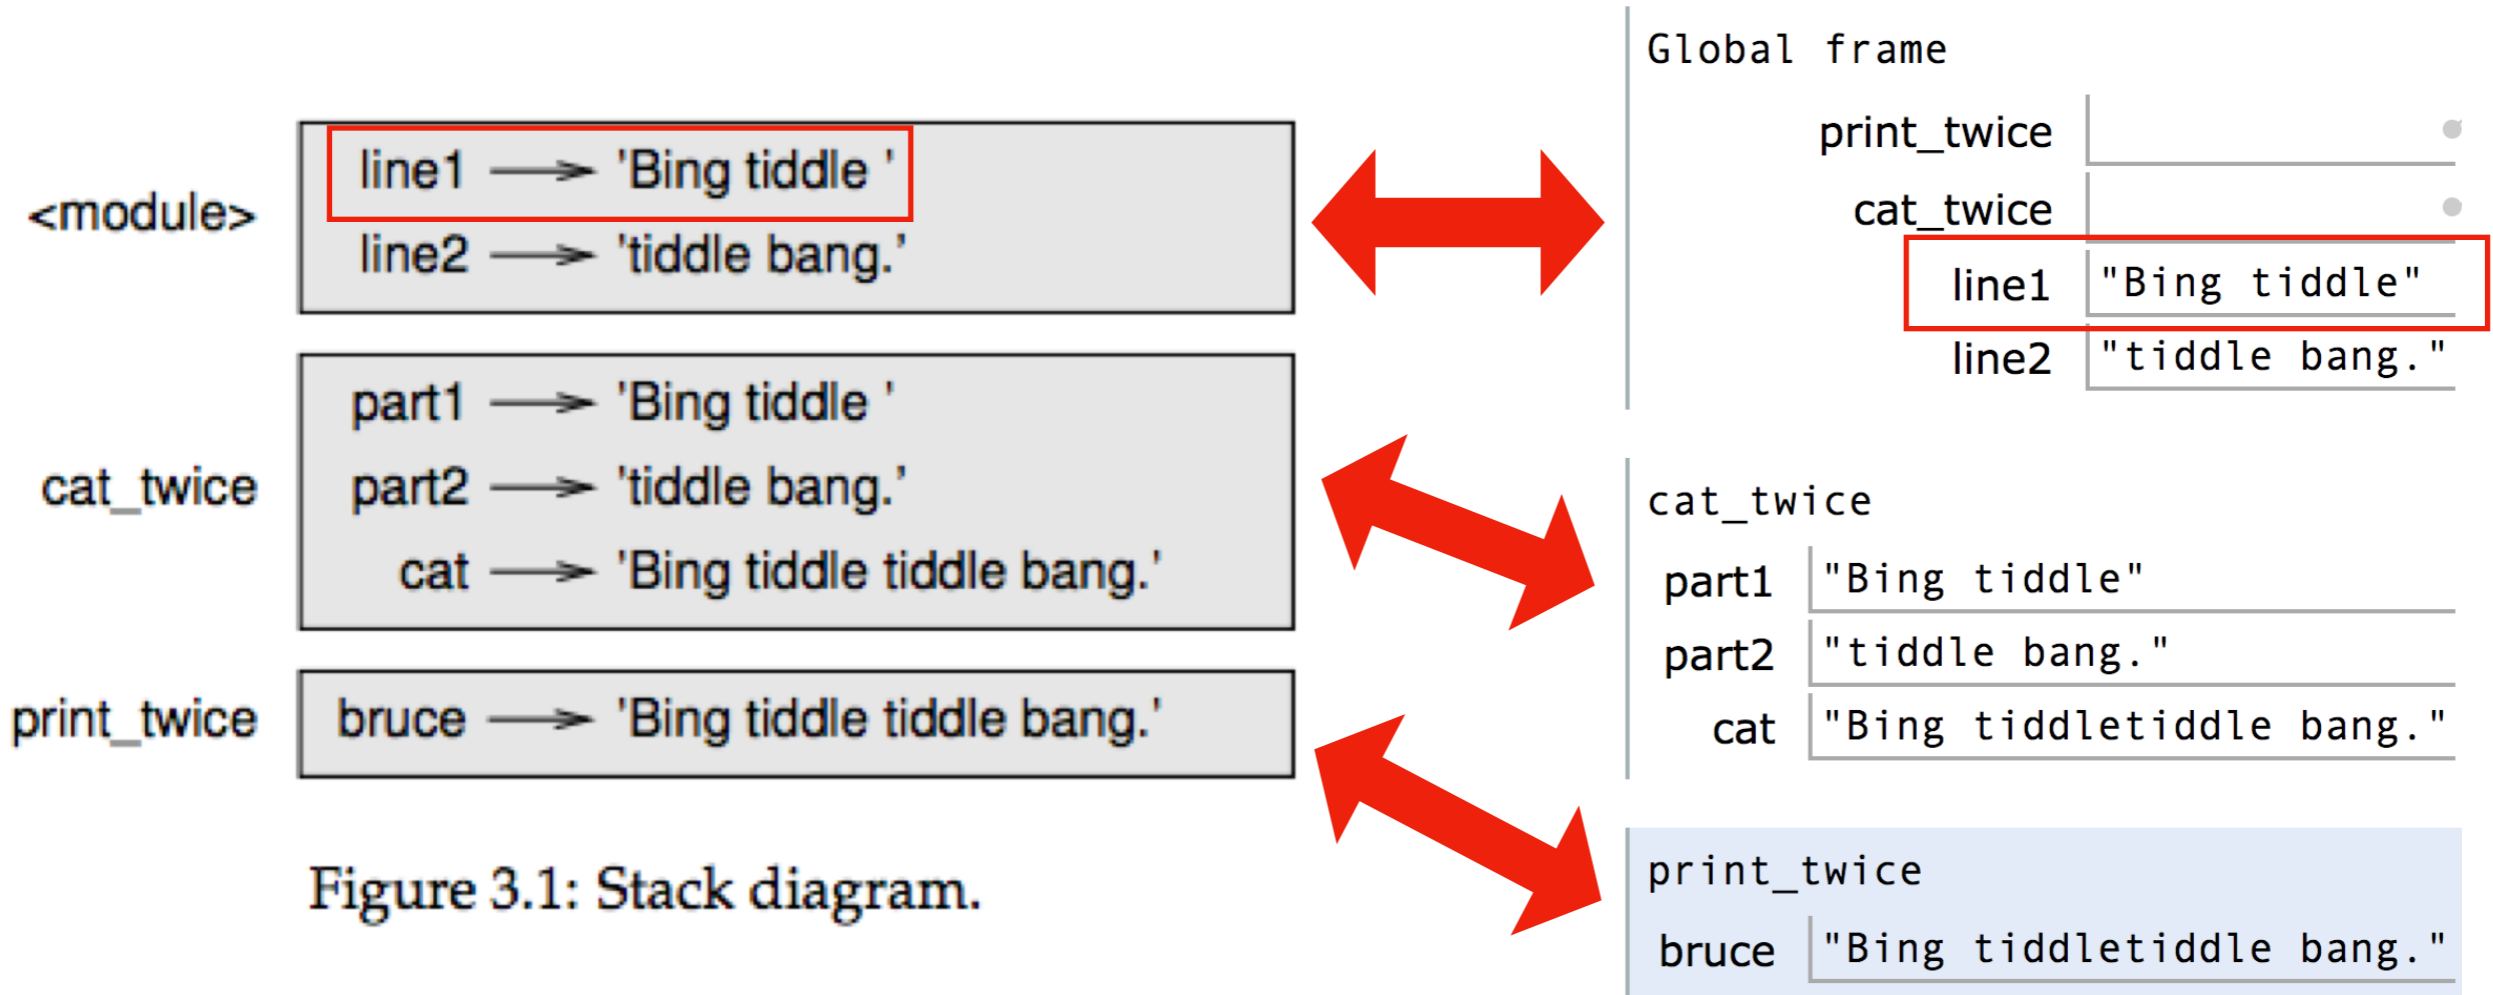 <module>
line1 → 'Bing tiddle '
line2 → 'tiddle bang.'
cat_twice
part1 → 'Bing tiddle '
part2 → 'tiddle bang.'
cat → 'Bing tiddle tiddle bang.'
print_twice
bruce → 'Bing tiddle tiddle bang.'
Figure 3.1: Stack diagram.
Global frame
print_twice
cat_twice
line1 "Bing tiddle"
line2 "tiddle bang."
cat_twice
part1 "Bing tiddle"
part2 "tiddle bang."
cat "Bing tiddletiddle bang."
print_twice
bruce "Bing tiddletiddle bang."